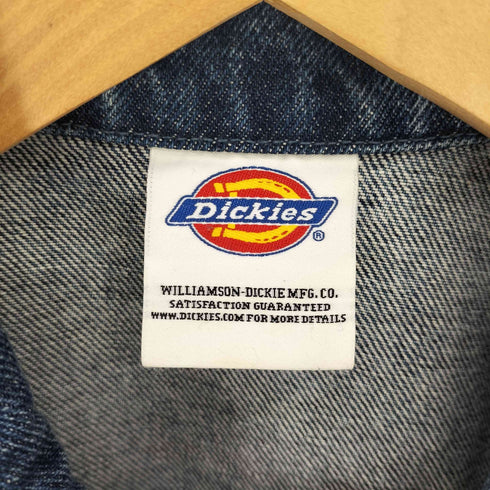 Dickies
®
WILLIAMSON-DICKIE MFG. CO.
SATISFACTION GUARANTEED
WWW.DICKIES.COM FOR MORE DETAILS